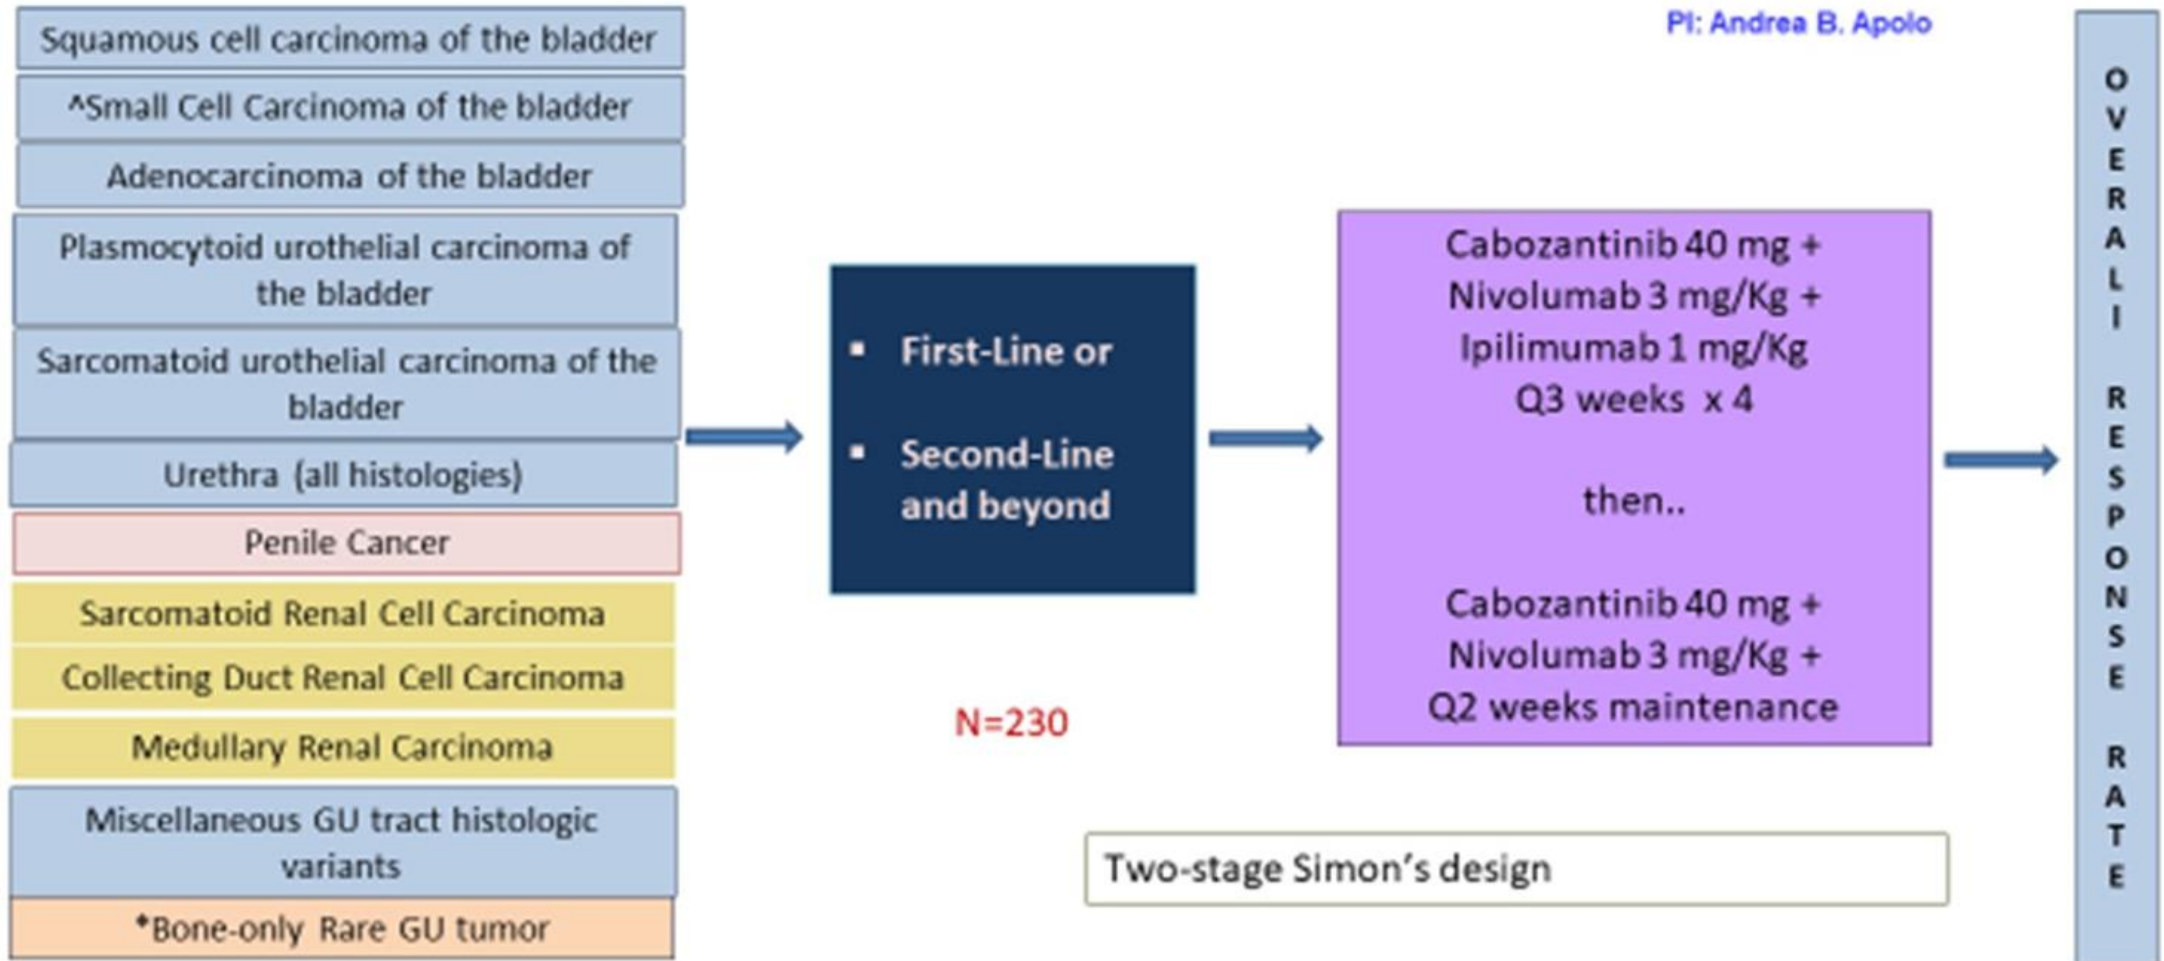 Squamous cell carcinoma of the bladder
^Small Cell Carcinoma of the bladder
Adenocarcinoma of the bladder
Plasmocytoid urothelial carcinoma of
the bladder
Sarcomatoid urothelial carcinoma of the
bladder
Urethra (all histologies)
Penile Cancer
Sarcomatoid Renal Cell Carcinoma
Collecting Duct Renal Cell Carcinoma
Medullary Renal Carcinoma
Miscellaneous GU tract histologic
variants
*Bone-only Rare GU tumor
▪ First-Line or
▪ Second-Line
and beyond
N=230
PI: Andrea B. Apolo
Cabozantinib 40 mg +
Nivolumab 3 mg/Kg +
Ipilimumab 1 mg/Kg
Q3 weeks x 4
then..
Cabozantinib 40 mg +
Nivolumab 3 mg/Kg +
Q2 weeks maintenance
Two-stage Simon's design
O
V
E
R
A
L
l
R
E
S
P
O
N
S
E
R
A
T
E